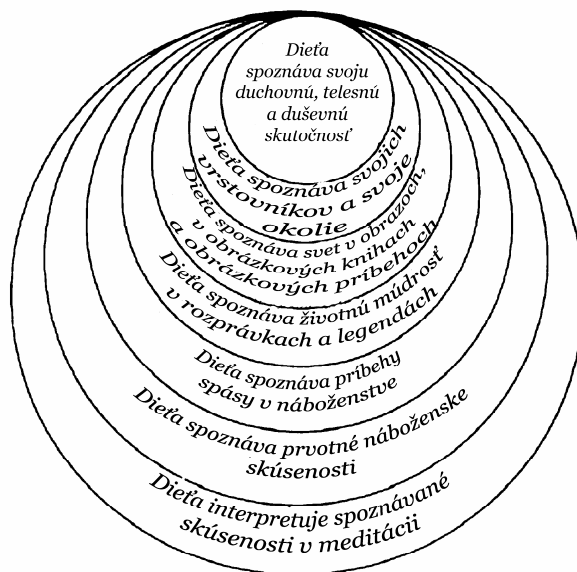 Dieťa
spoznáva svoju
duchovnú, telesnú
a duševnú
skutočnosť
Dieťa spoznáva svojich
vrstovníkov a svoje
okolie
Dieťa spoznáva svet v obrazoch,
v obrázkových knihach
a obrázkových príbehoch
Dieťa spoznáva životnú múdrosť
v rozprávkach a legendách
Dieťa spoznáva príbehy
spásy v náboženstve
Dieťa spoznáva prvotné náboženske
skúsenosti
Dieťa interpretuje spoznávané
skúsenosti v meditácii